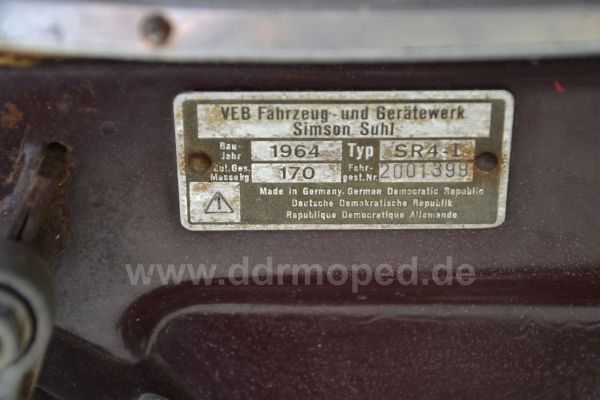 VEB Fahrzeug- und Gerätewerk
Simson Suhl
Bau-
Jahr 1964 Typ SR4-1
Zul. Ges.
Masse kg 170 Fahr-
gest. Nr. 2001399
1
Made in Germany. German Democratic Republic
Deutsche Demokratische Republik
Republique Democratique Allemande
www.ddrmoped.de